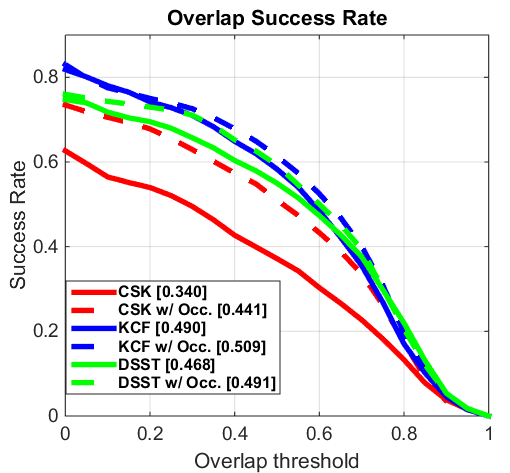 Overlap Success Rate
Success Rate
0.8
0.6
0.4
0.2
0
CSK [0.340]
CSK w/ Occ. [0.441]
KCF [0.490]
KCF w/ Occ. [0.509]
DSST [0.468]
DSST w/ Occ. [0.491]
0 0.2 0.4 0.6 0.8 1
Overlap threshold